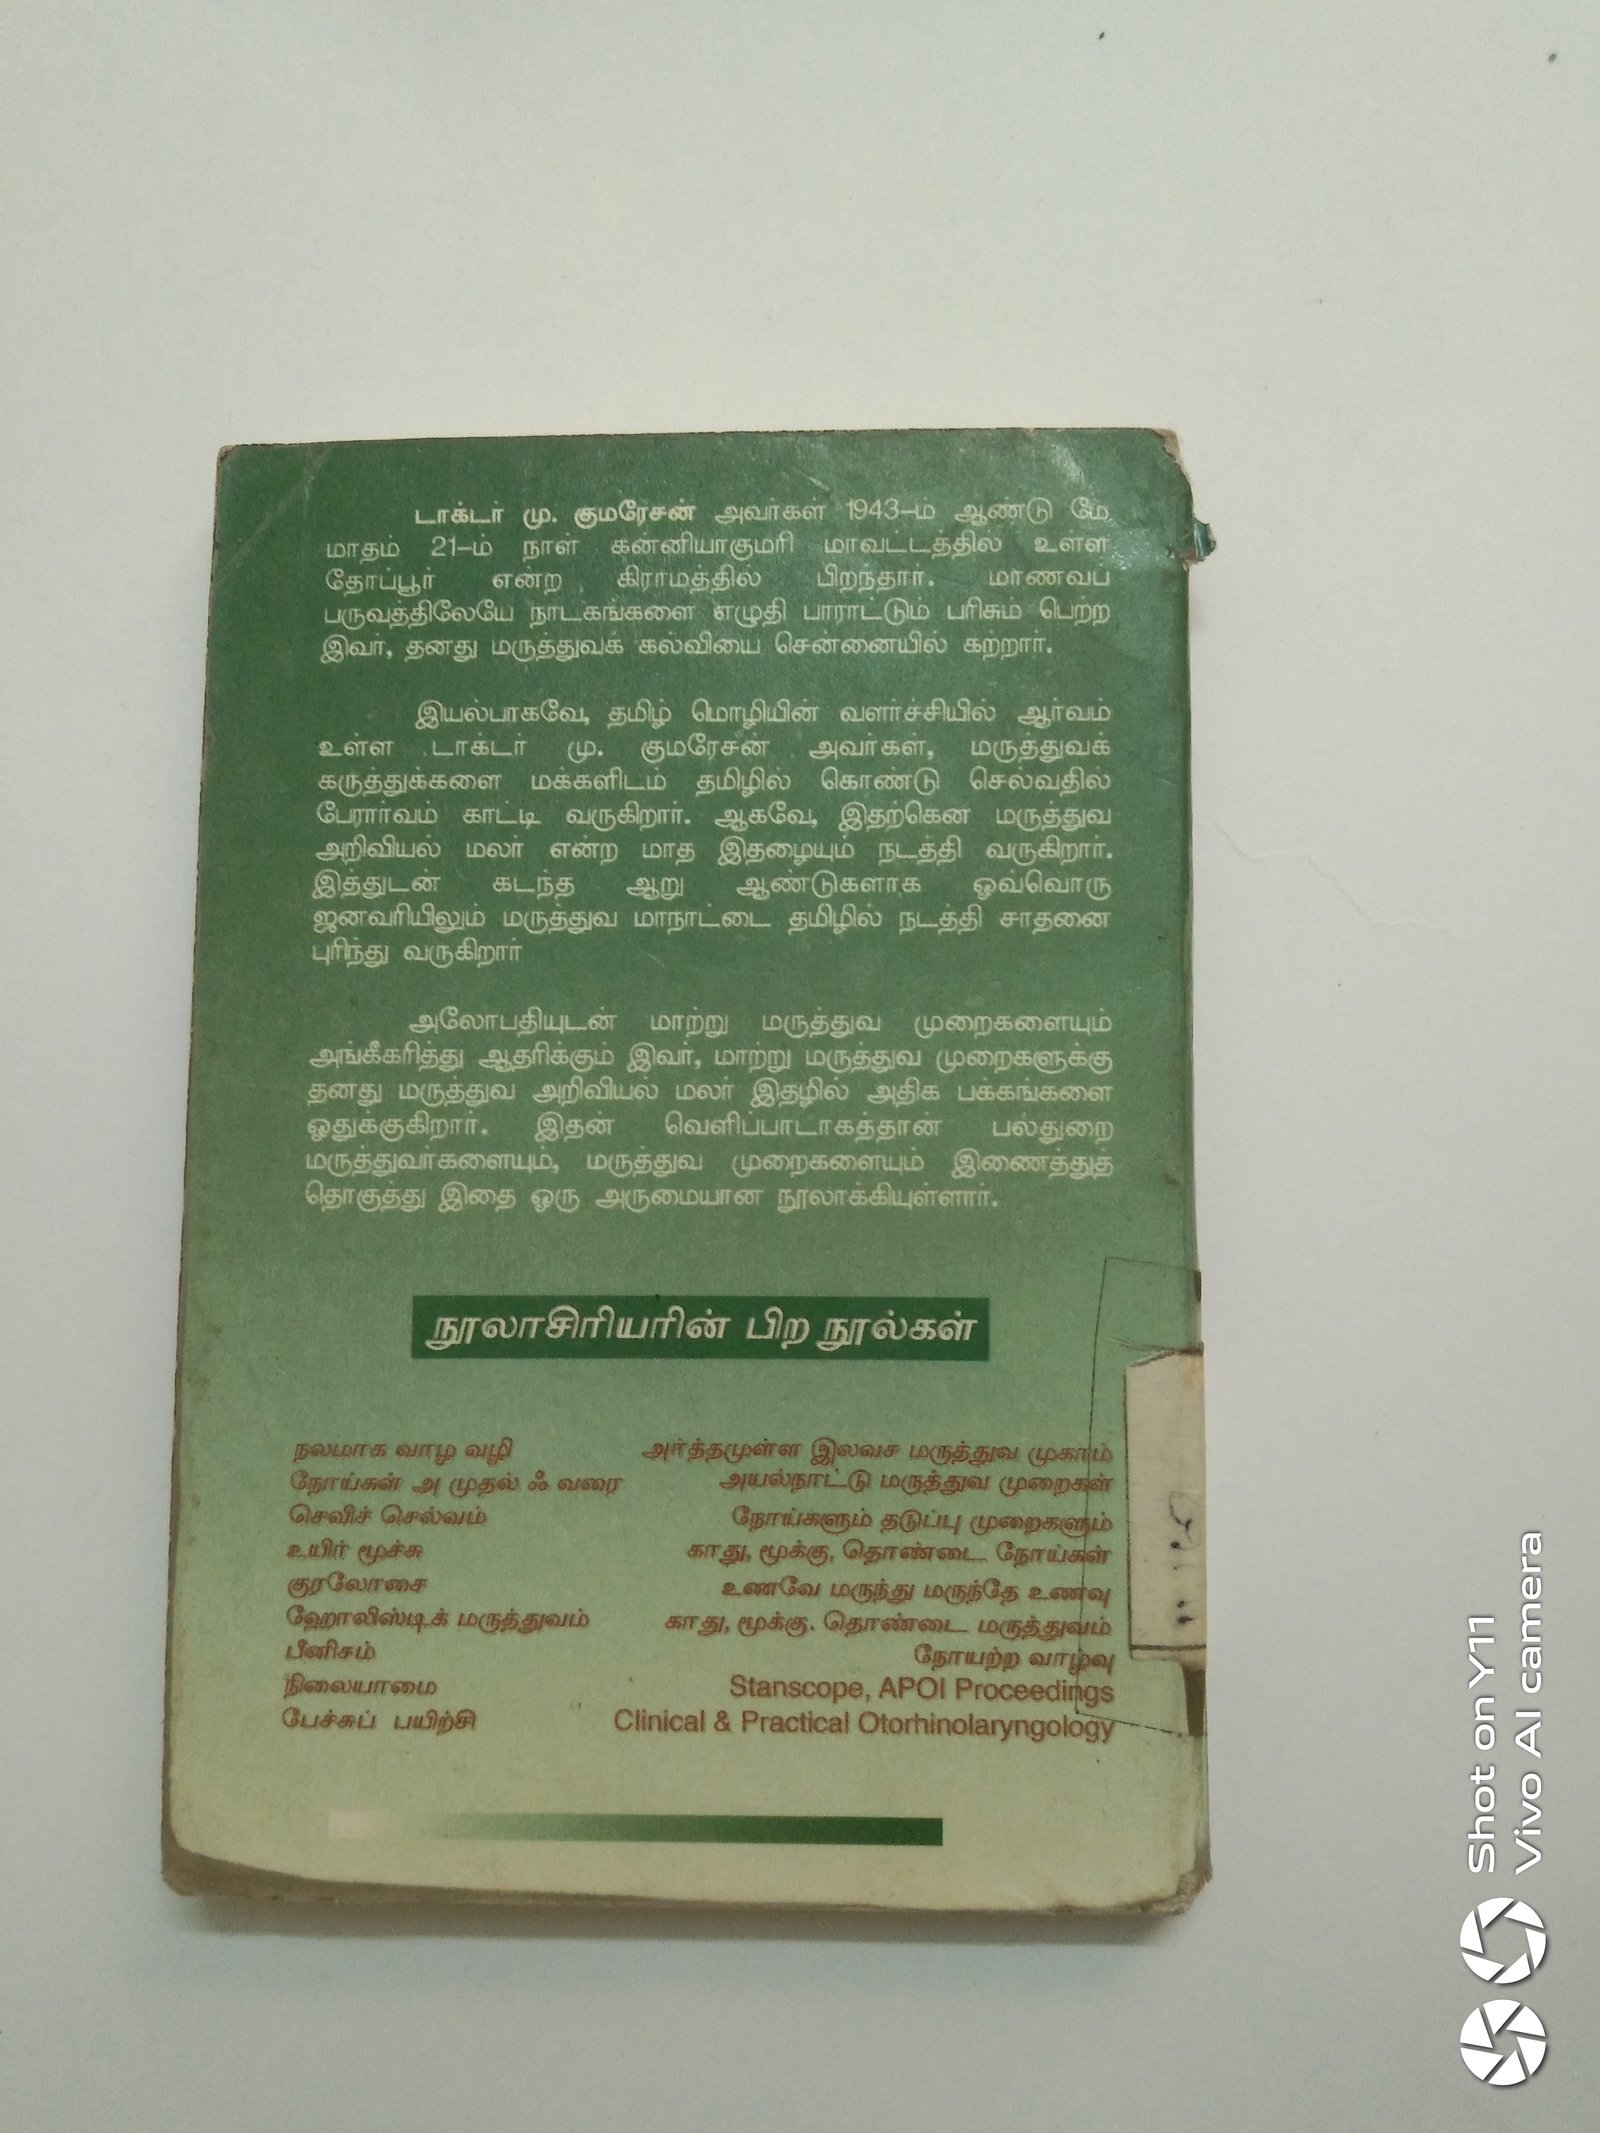 டாக்டர் மு. குமரேசன் அவர்கள் 1943-ம் ஆண்டு மே
மாதம் 21-ம் நாள் கன்னியாகுமரி மாவட்டத்தில் உள்ள
தோப்பூர் என்ற கிராமத்தில் பிறந்தார். மாணவப்
பருவத்திலேயே நாடகங்களை எழுதி பாராட்டும் பரிசும் பெற்ற
இவர், தனது மருத்துவக் கல்வியை சென்னையில் கற்றார்.
இயல்பாகவே, தமிழ் மொழியின் வளர்ச்சியில் ஆர்வம்
உள்ள டாக்டர் மு. குமரேசன் அவர்கள், மருத்துவக்
கருத்துக்களை மக்களிடம் தமிழில் கொண்டு செல்வதில்
பேரார்வம் காட்டி வருகிறார். ஆகவே, இதற்கென மருத்துவ
அறிவியல் மலர் என்ற மாத இதழையும் நடத்தி வருகிறார்.
இத்துடன் கடந்த ஆறு ஆண்டுகளாக ஒவ்வொரு
ஜனவரியிலும் மருத்துவ மாநாட்டை தமிழில் நடத்தி சாதனை
புரிந்து வருகிறார்
அலோபதியுடன் மாற்று மருத்துவ முறைகளையும்
அங்கீகரித்து ஆதரிக்கும் இவர், மாற்று மருத்துவ முறைகளுக்கு
தனது மருத்துவ அறிவியல் மலர் இதழில் அதிக பக்கங்களை
ஒதுக்குகிறார். இதன் வெளிப்பாடாகத்தான் பல்துறை
மருத்துவர்களையும், மருத்துவ முறைகளையும் இணைத்துத்
தொகுத்து இதை ஒரு அருமையான நூலாக்கியுள்ளார்.
நூலாசிரியரின் பிற நூல்கள்
நலமாக வாழ வழி அர்த்தமுள்ள இலவச மருத்துவ முகாம்
நோய்கள் அ முதல் ஃ வரை அயல்நாட்டு மருத்துவ முறைகள்
செவிச் செல்வம் நோய்களும் தடுப்பு முறைகளும்
உயிர் மூச்சு காது, மூக்கு, தொண்டை நோய்கள்
குரலோசை உணவே மருந்து மருந்தே உணவு
ஹோலிஸ்டிக் மருத்துவம் காது, மூக்கு. தொண்டை மருத்துவம்
பீனிசம் நோயற்ற வாழ்வு
நிலையாமை Stanscope, APOI Proceedings
பேச்சுப் பயிற்சி Clinical & Practical Otorhinolaryngology
Shot on Y11
Vivo AI camera